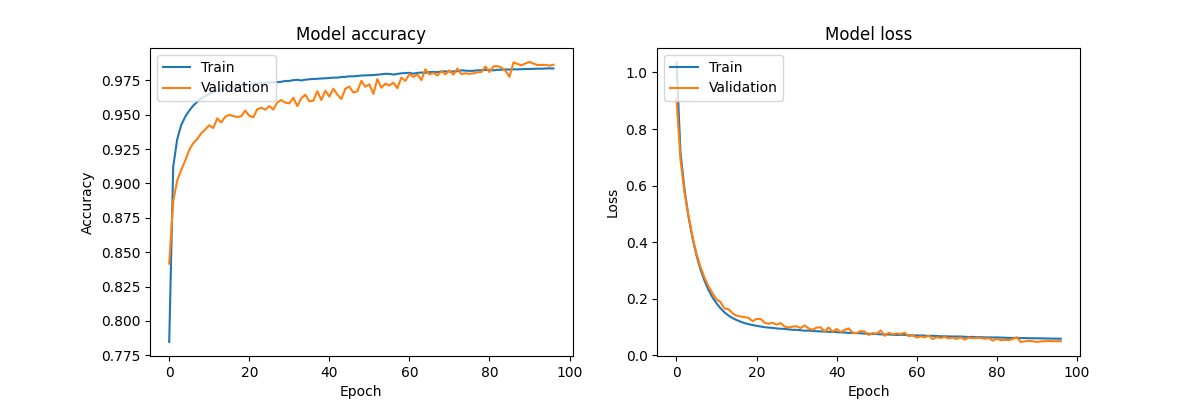 Model accuracy
Train
Validation
0.975
0.950
0.925
0.900
0.875
0.850
0.825
0.800
0.775
Accuracy
0 20 40 60 80 100
Epoch
Model loss
Train
Validation
1.0
0.8
0.6
0.4
0.2
0.0
Loss
0 20 40 60 80 100
Epoch